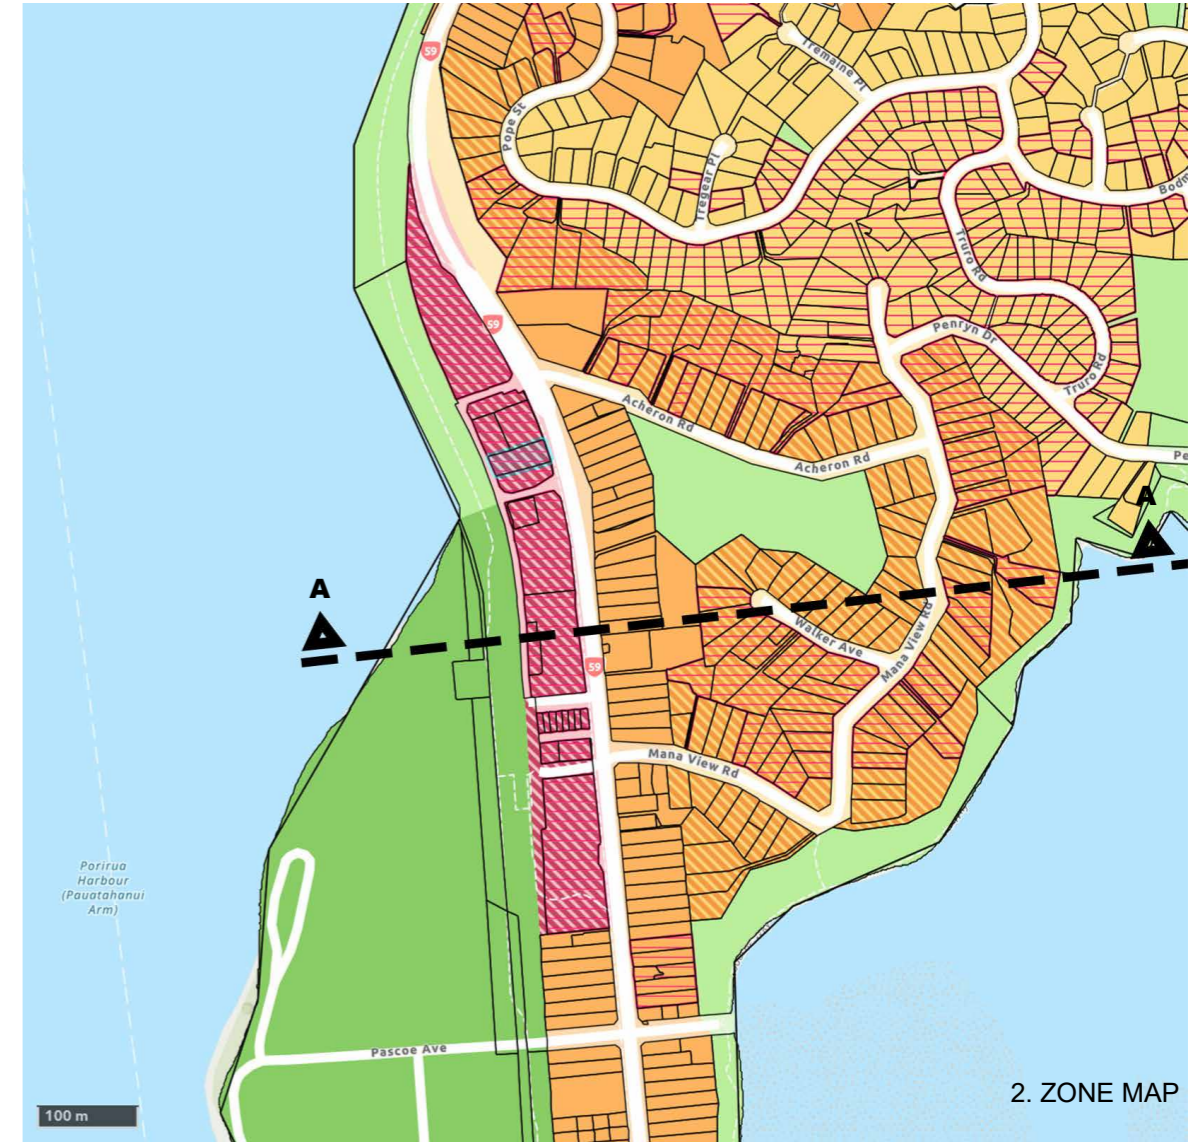 59
Tremaine Pl
Pope St
Tregear Pl
Bodm
Truro Rd
59
Penryn Dr
Truro Rd
Acheron Rd
Acheron Rd
Pe
A
A
Walker Ave
Mana View Rd
59
Mana View Rd
Porirua
Harbour
(Pauatahanui
Arm)
Pascoe Ave
100 m
2. ZONE MAP